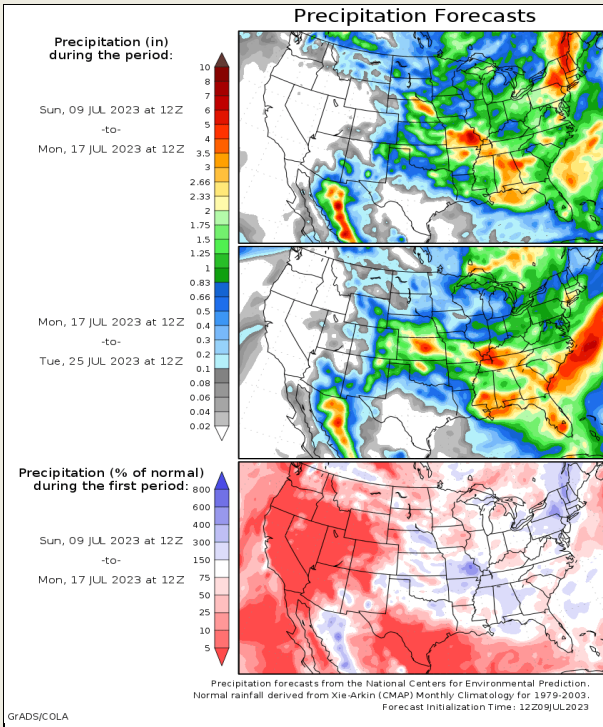 Precipitation Forecasts
Precipitation (in)
during the period:
Sun, 09 JUL 2023 at 12Z
-to-
Mon, 17 JUL 2023 at 12Z
10
8
7
6
5
4
3.5
3
2.66
2.33
2
1.75
1.5
1.25
1
0.83
0.66
0.5
0.4
0.3
0.2
0.1
0.08
0.06
0.04
0.02
Mon, 17 JUL 2023 at 12Z
-to-
Tue, 25 JUL 2023 at 12Z
Precipitation (% of normal)
during the first period:
Sun, 09 JUL 2023 at 12Z
-to-
Mon, 17 JUL 2023 at 12Z
800
600
400
300
150
75
50
25
10
5
Precipitation forecasts from the National Centers for Environmental Prediction.
Normal rainfall derived from Xie-Arkin (CMAP) Monthly Climatology for 1979-2003.
Forecast Initialization Time: 12Z09JUL2023
GrADS/COLA